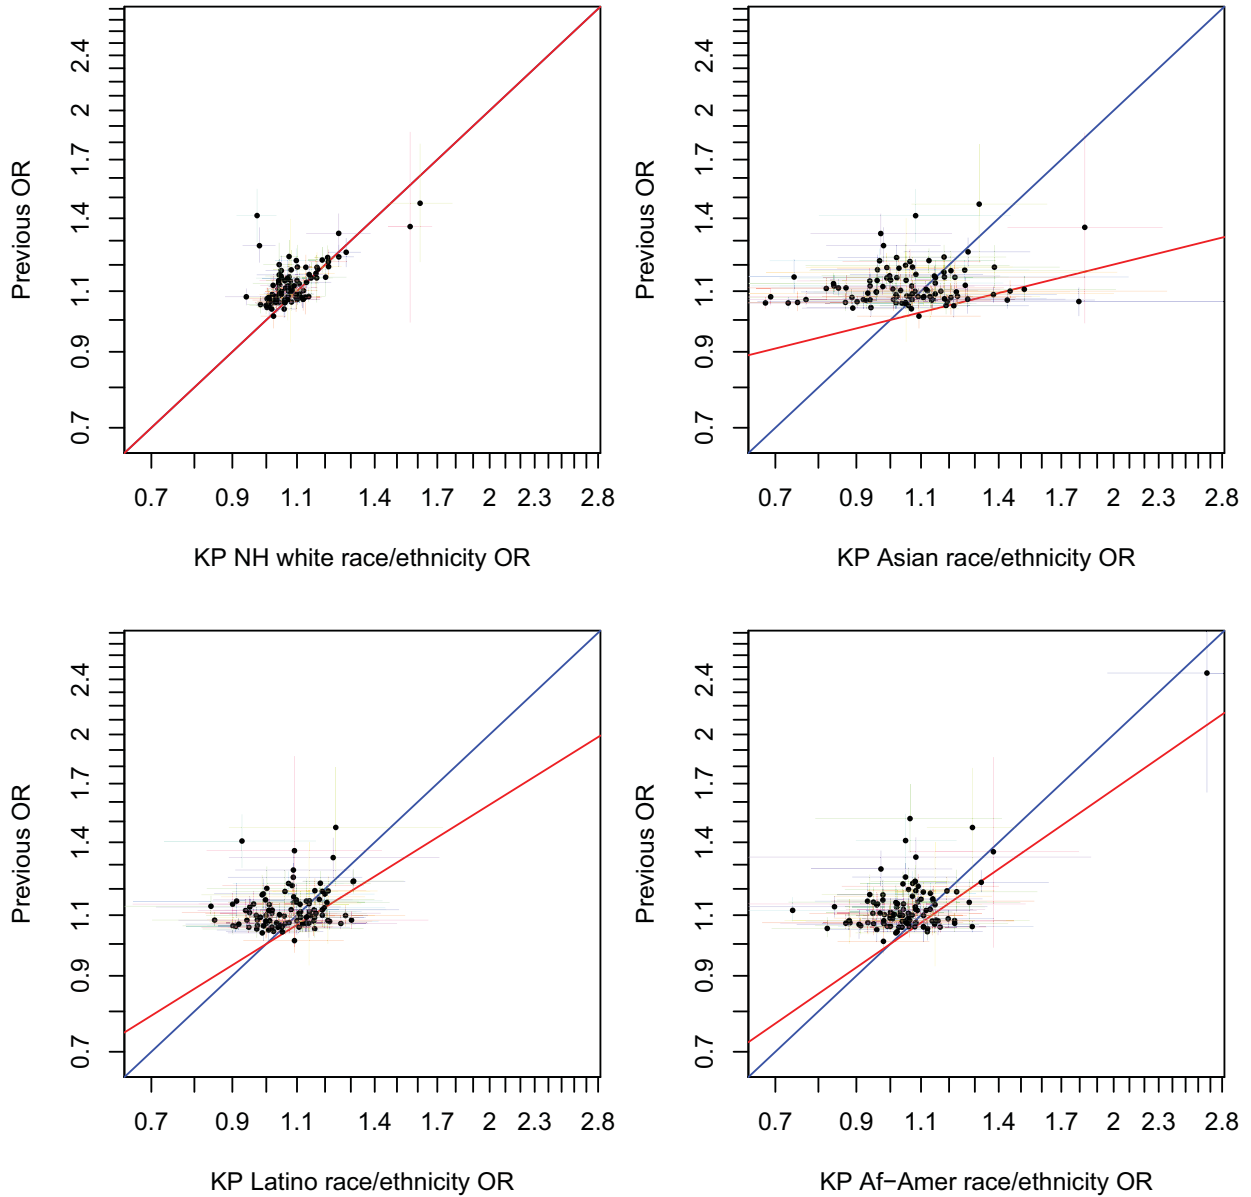 Previous OR
2.4
2
1.7
1.4
1.1
0.9
0.7
0.7 0.9 1.1 1.4 1.7 2 2.3 2.8
KP NH white race/ethnicity OR
Previous OR
2.4
2
1.7
1.4
1.1
0.9
0.7
0.7 0.9 1.1 1.4 1.7 2 2.3 2.8
KP Asian race/ethnicity OR
Previous OR
2.4
2
1.7
1.4
1.1
0.9
0.7
0.7 0.9 1.1 1.4 1.7 2 2.3 2.8
KP Latino race/ethnicity OR
Previous OR
2.4
2
1.7
1.4
1.1
0.9
0.7
0.7 0.9 1.1 1.4 1.7 2 2.3 2.8
KP Af−Amer race/ethnicity OR